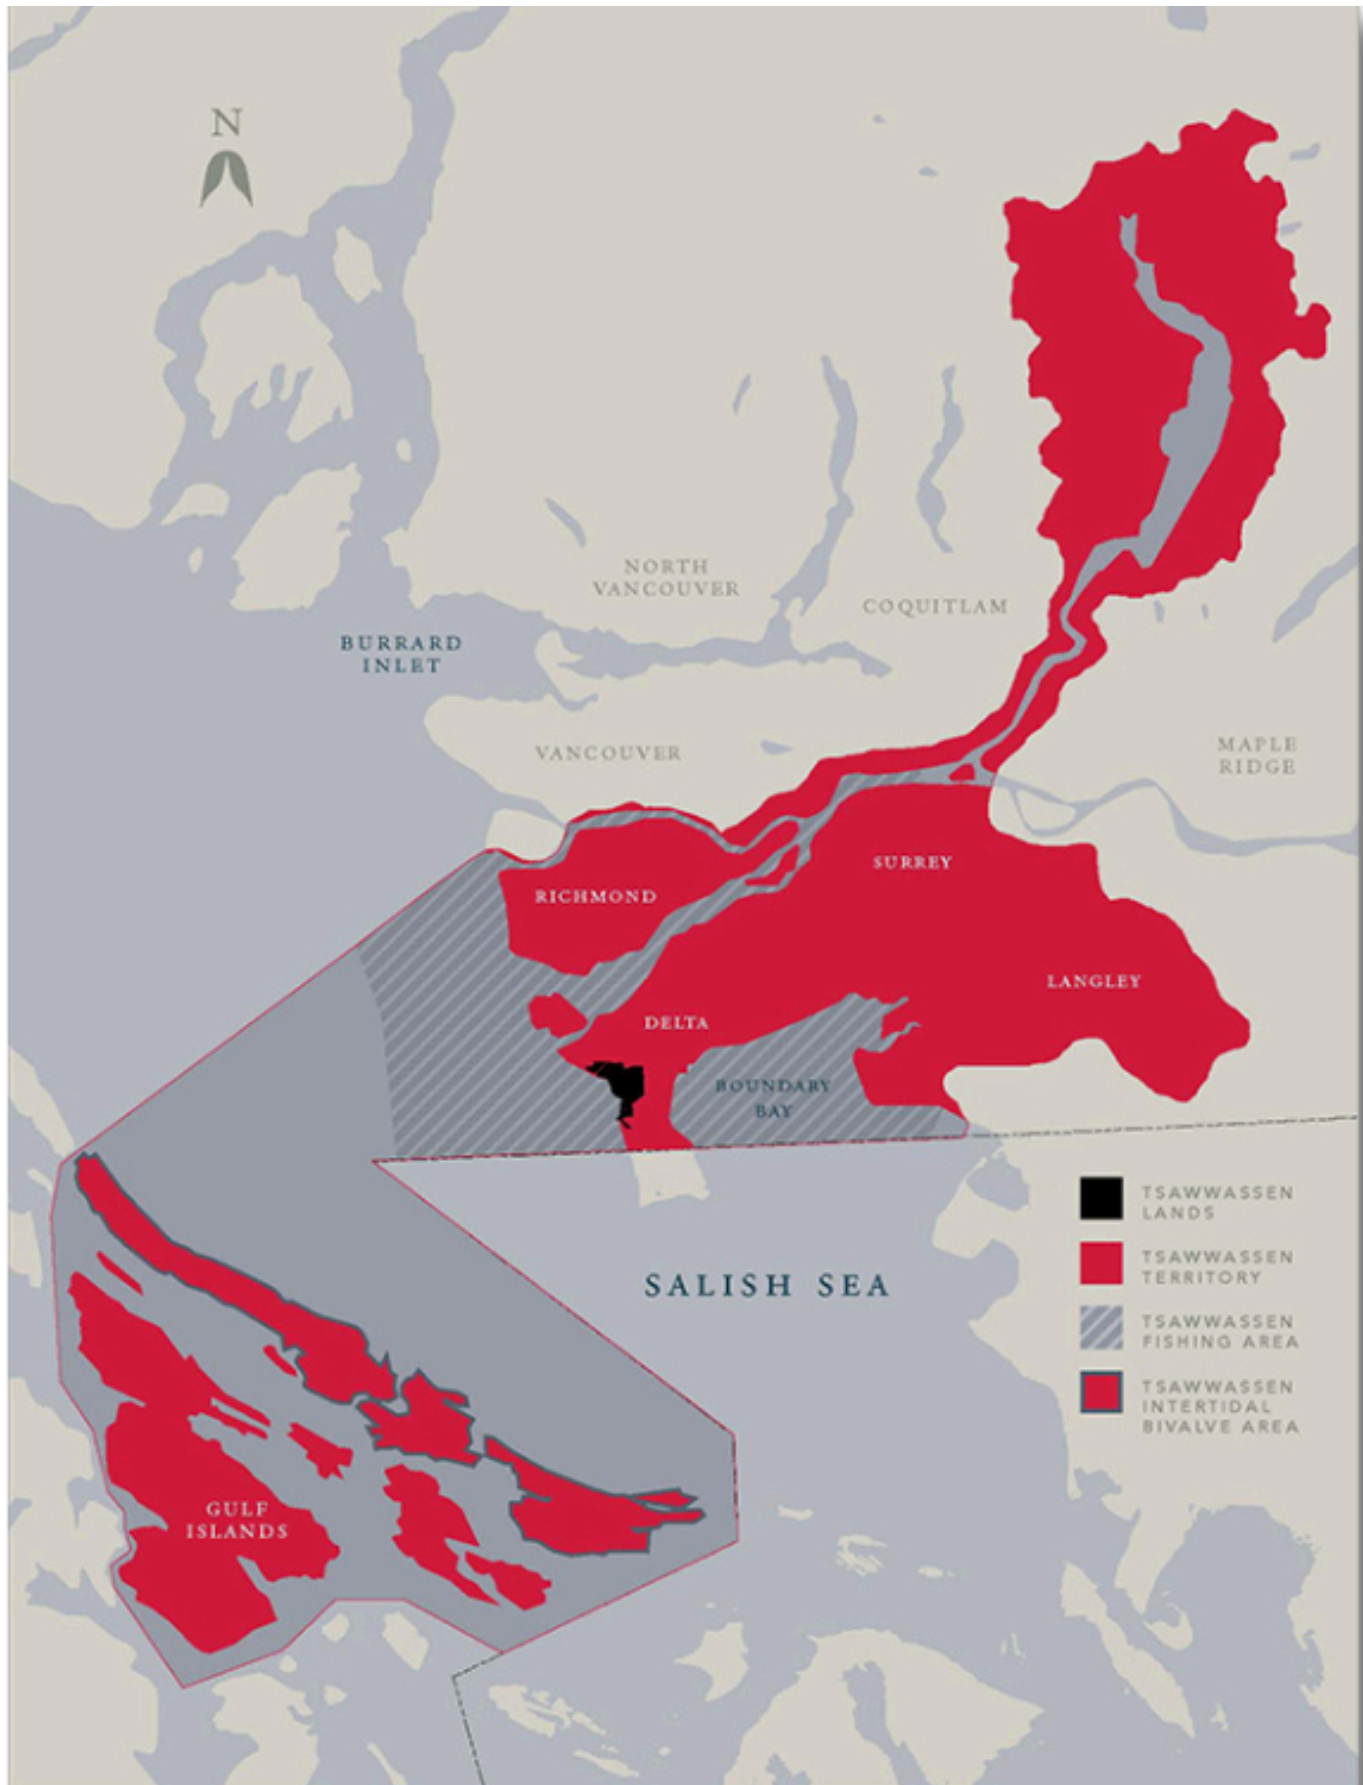 N
NORTH
VANCOUVER
COQUITLAM
BURRARD
INLET
VANCOUVER
MAPLE
RIDGE
SURREY
RICHMOND
LANGLEY
DELTA
BOUNDARY
BAY
TSAWWASSEN
LANDS
TSAWWASSEN
TERRITORY
SALISH SEA
TSAWWASSEN
FISHING AREA
TSAWWASSEN
INTERTIDAL
BIVALVE AREA
GULF
ISLANDS